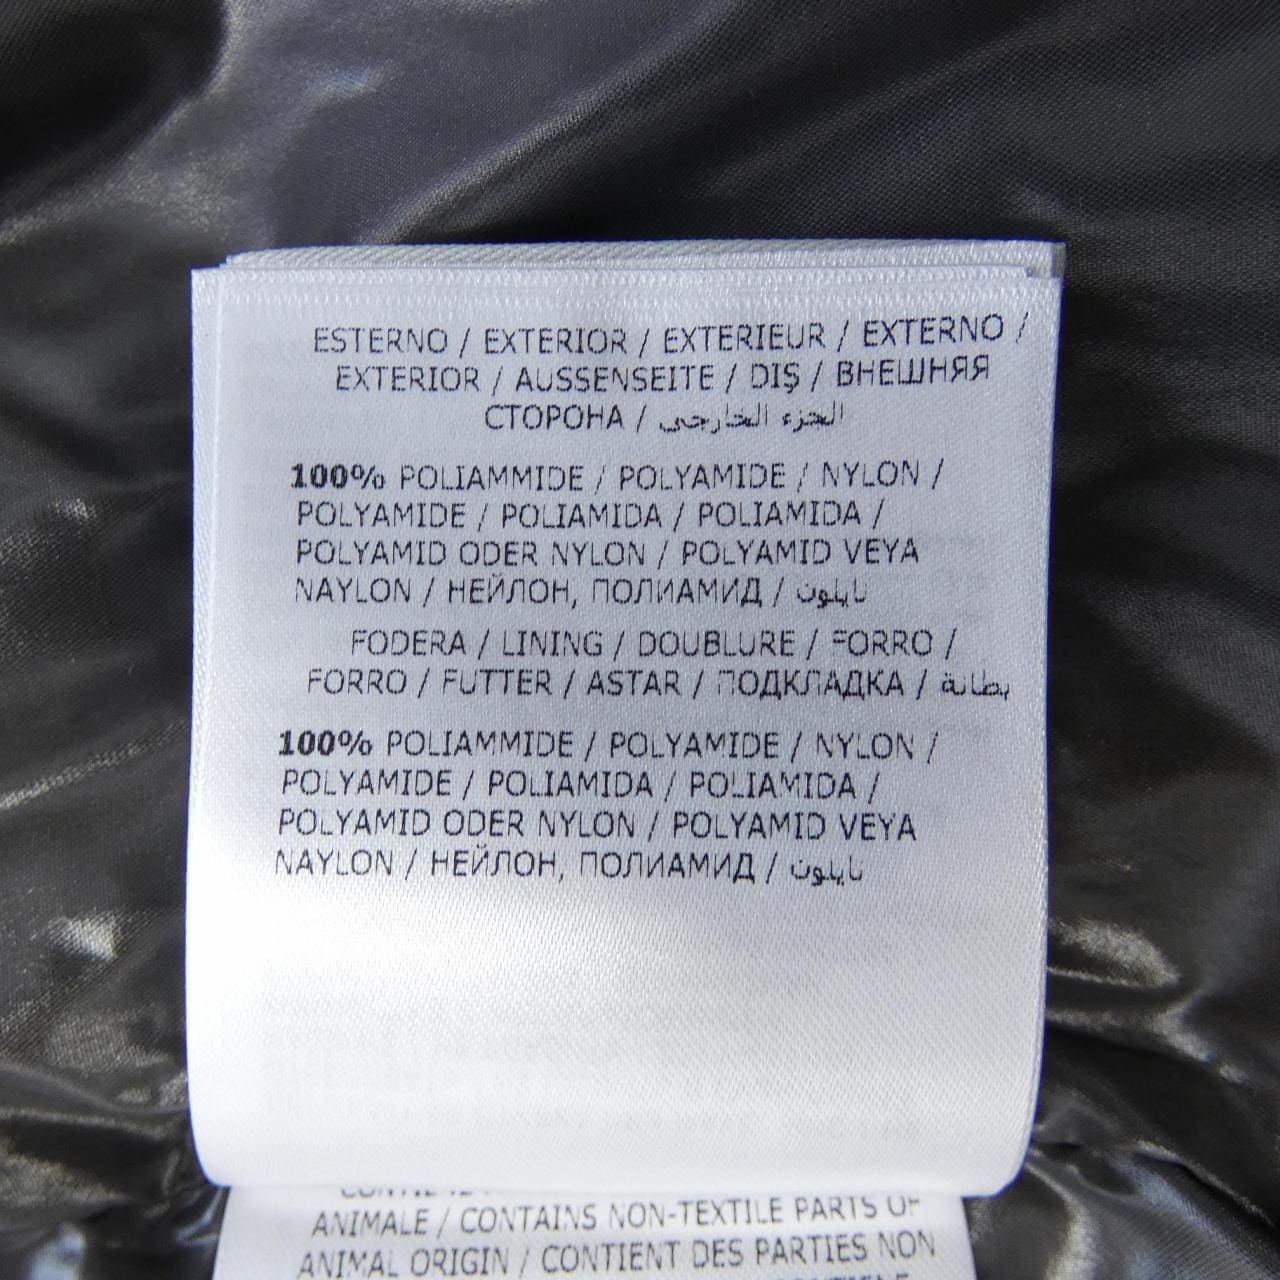 ESTERNO / EXTERIOR / EXTERIEUR / EXTERNO /
EXTERIOR / AUSSENSEITE / DIŞ / ВНЕШНЯЯ
СТОРОНА / الجزء الخارجي
100% POLIAMMIDE / POLYAMIDE / NYLON /
POLYAMIDE / POLIAMIDA / POLIAMIDA /
POLYAMID ODER NYLON / POLYAMID VEYA
NAYLON / НЕЙЛОН, ПОЛИАМИД / نايلون
FODERA / LINING / DOUBLURE / FORRO /
FORRO / FUTTER / ASTAR / ПОДКЛАДКА / بطانة
100% POLIAMMIDE / POLYAMIDE / NYLON /
POLYAMIDE / POLIAMIDA / POLIAMIDA /
POLYAMID ODER NYLON / POLYAMID VEYA
NAYLON / НЕЙЛОН, ПОЛИАМИД / نايلون
ANIMALE / CONTAINS NON-TEXTILE PARTS OF
ANIMAL ORIGIN / CONTIENT DES PARTIES NON